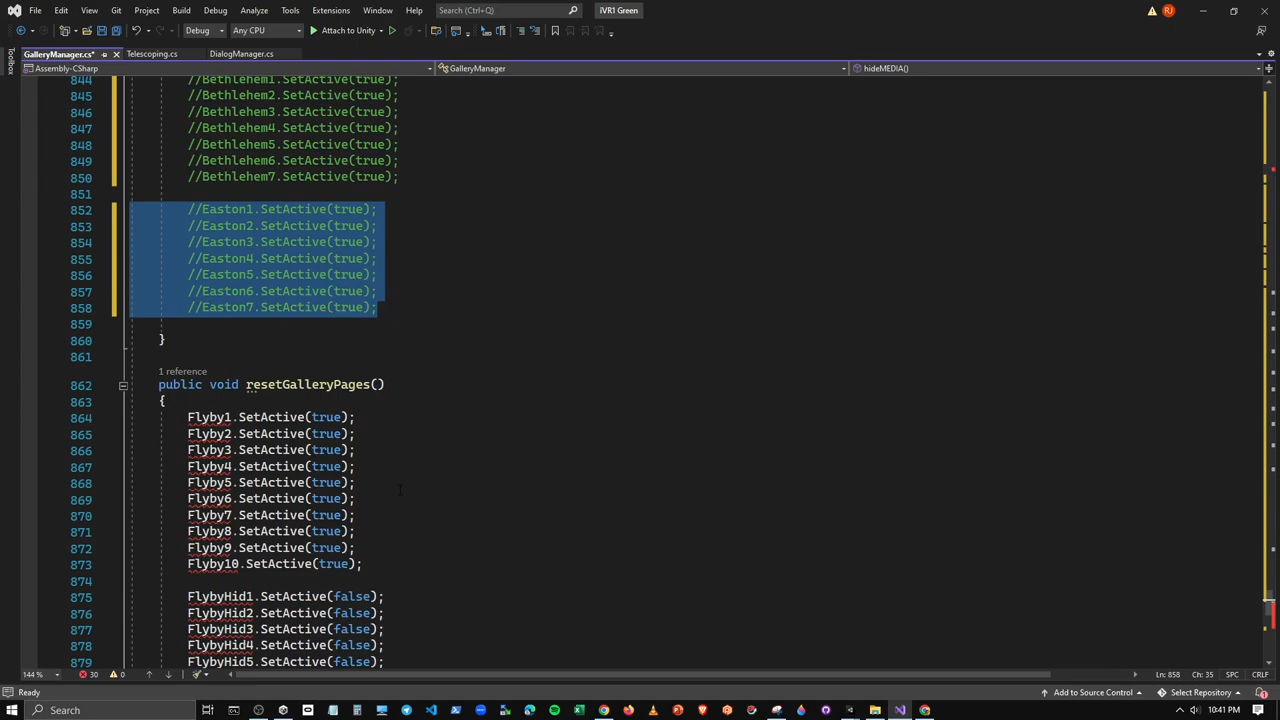 File Edit View Git Project Build Debug Test Analyze Tools Extensions Window Help Search (Ctrl+Q) iVR1 Green RJ
Debug Any CPU Attach to Unity
GalleryManager.cs* Telescoping.cs DialogManager.cs
Assembly-CSharp GalleryManager hideMEDIA()
Toolbox
844 //Bethlehem1.SetActive(true);
845 //Bethlehem2.SetActive(true);
846 //Bethlehem3.SetActive(true);
847 //Bethlehem4.SetActive(true);
848 //Bethlehem5.SetActive(true);
849 //Bethlehem6.SetActive(true);
850 //Bethlehem7.SetActive(true);
851
852 //Easton1.SetActive(true);
853 //Easton2.SetActive(true);
854 //Easton3.SetActive(true);
855 //Easton4.SetActive(true);
856 //Easton5.SetActive(true);
857 //Easton6.SetActive(true);
858 //Easton7.SetActive(true);
859
860 }
861
1 reference
862 public void resetGalleryPages()
863 {
864 Flyby1.SetActive(true);
865 Flyby2.SetActive(true);
866 Flyby3.SetActive(true);
867 Flyby4.SetActive(true);
868 Flyby5.SetActive(true);
869 Flyby6.SetActive(true);
870 Flyby7.SetActive(true);
871 Flyby8.SetActive(true);
872 Flyby9.SetActive(true);
873 Flyby10.SetActive(true);
874
875 FlybyHid1.SetActive(false);
876 FlybyHid2.SetActive(false);
877 FlybyHid3.SetActive(false);
878 FlybyHid4.SetActive(false);
879 FlybyHid5.SetActive(false);
144 % 30 0 Ln: 858 Ch: 35 SPC CRLF
Ready Add to Source Control Select Repository 1
Search 10:41 PM